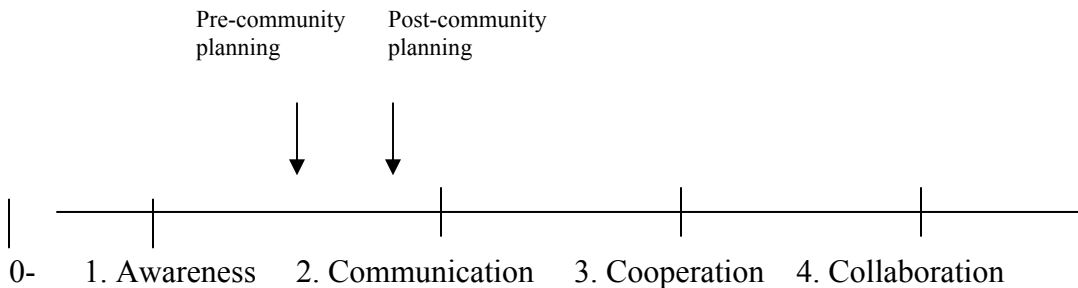 Pre-community
planning
Post-community
planning
0- 1. Awareness 2. Communication 3. Cooperation 4. Collaboration